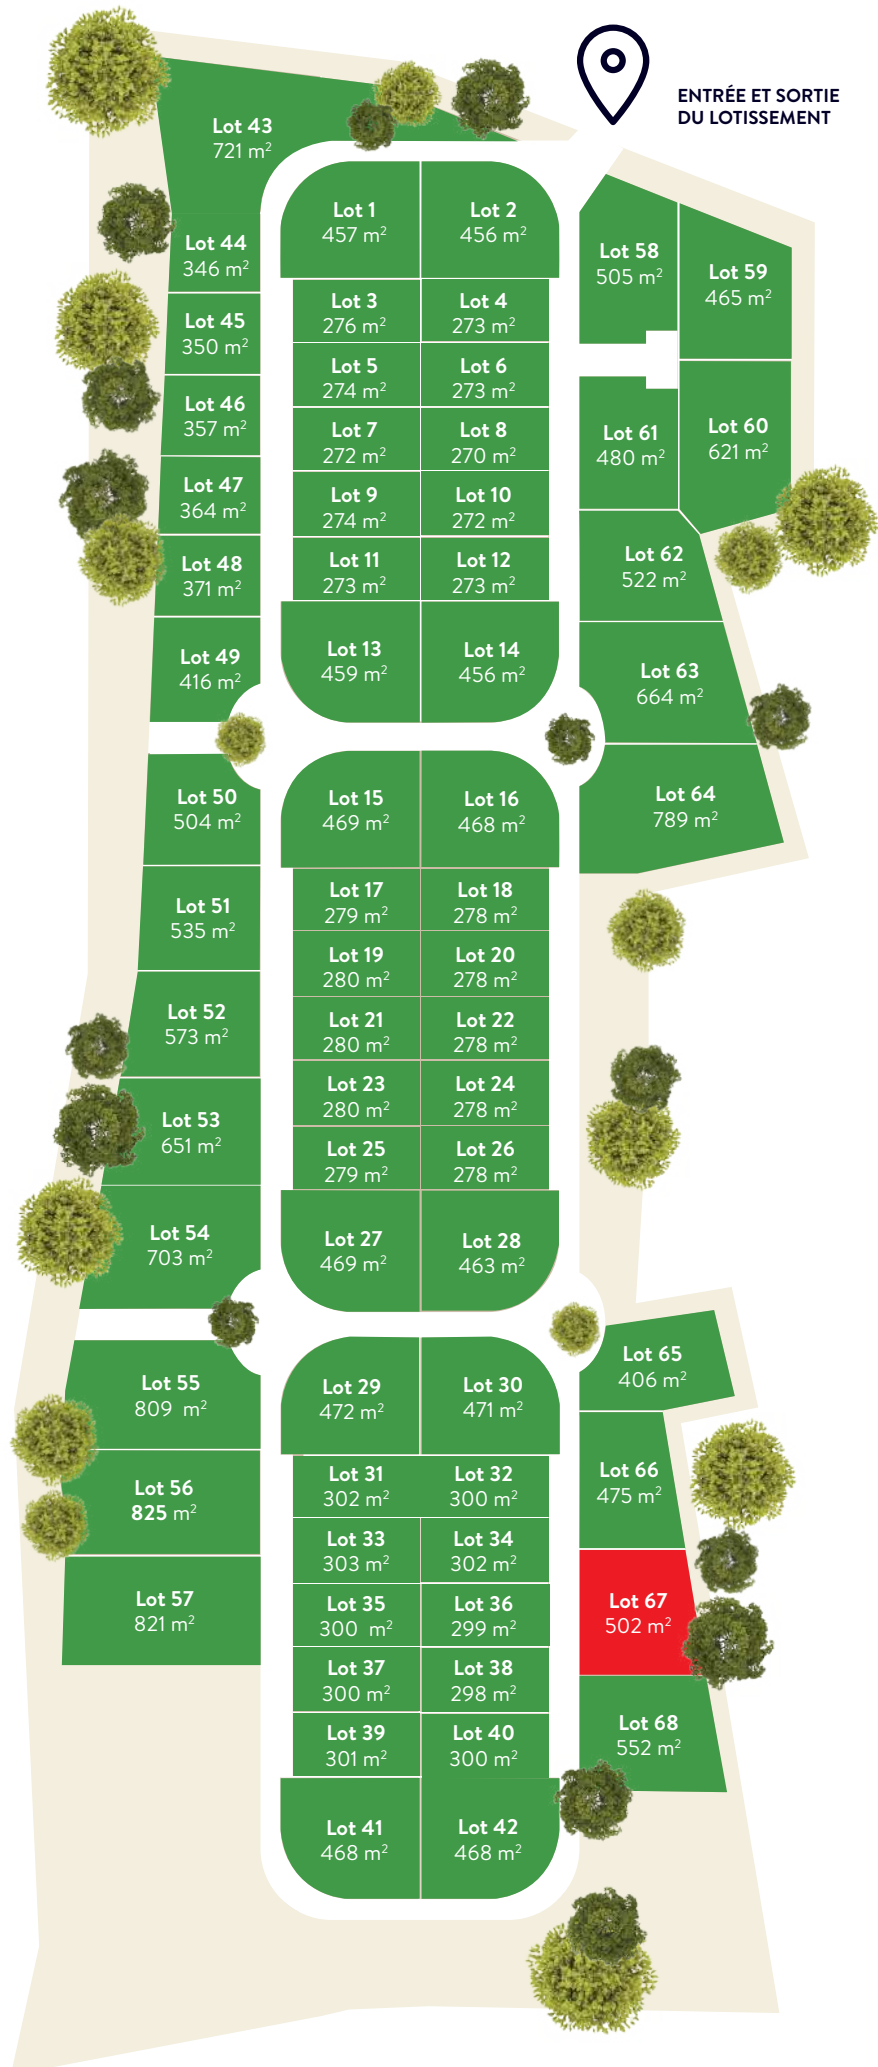 ENTRÉE ET SORTIE
DU LOTISSEMENT
Lot 43
721 m²
Lot 1
457 m²
Lot 2
456 m²
Lot 44
346 m²
Lot 58
505 m²
Lot 59
465 m²
Lot 3
276 m²
Lot 4
273 m²
Lot 45
350 m²
Lot 5
274 m²
Lot 6
273 m²
Lot 46
357 m²
Lot 7
272 m²
Lot 8
270 m²
Lot 61
480 m²
Lot 60
621 m²
Lot 47
364 m²
Lot 9
274 m²
Lot 10
272 m²
Lot 48
371 m²
Lot 11
273 m²
Lot 12
273 m²
Lot 62
522 m²
Lot 49
416 m²
Lot 13
459 m²
Lot 14
456 m²
Lot 63
664 m²
Lot 50
504 m²
Lot 15
469 m²
Lot 16
468 m²
Lot 64
789 m²
Lot 51
535 m²
Lot 17
279 m²
Lot 18
278 m²
Lot 19
280 m²
Lot 20
278 m²
Lot 52
573 m²
Lot 21
280 m²
Lot 22
278 m²
Lot 53
651 m²
Lot 23
280 m²
Lot 24
278 m²
Lot 25
279 m²
Lot 26
278 m²
Lot 54
703 m²
Lot 27
469 m²
Lot 28
463 m²
Lot 65
406 m²
Lot 55
809 m²
Lot 29
472 m²
Lot 30
471 m²
Lot 66
475 m²
Lot 56
825 m²
Lot 31
302 m²
Lot 32
300 m²
Lot 33
303 m²
Lot 34
302 m²
Lot 57
821 m²
Lot 35
300 m²
Lot 36
299 m²
Lot 67
502 m²
Lot 37
300 m²
Lot 38
298 m²
Lot 39
301 m²
Lot 40
300 m²
Lot 68
552 m²
Lot 41
468 m²
Lot 42
468 m²